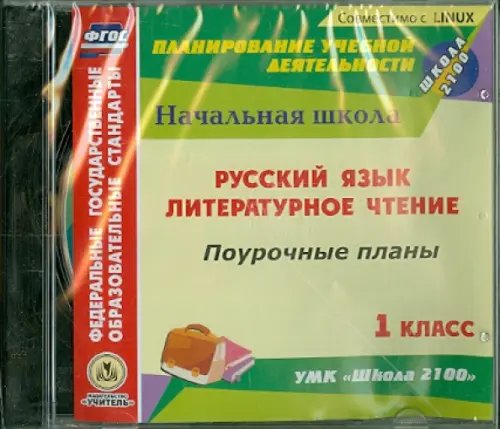 Совместимо с LINUX
ФГОС
ПЛАНИРОВАНИЕ УЧЕБНОЙ
ДЕЯТЕЛЬНОСТИ
ШКОЛА
2100
Начальная школа
ФЕДЕРАЛЬНЫЕ ГОСУДАРСТВЕННЫЕ
ОБРАЗОВАТЕЛЬНЫЕ СТАНДАРТЫ
РУССКИЙ ЯЗЫК
ЛИТЕРАТУРНОЕ ЧТЕНИЕ
Поурочные планы
1 КЛАСС
УМК «Школа 2100»
ИЗДАТЕЛЬСТВО
«УЧИТЕЛЬ»